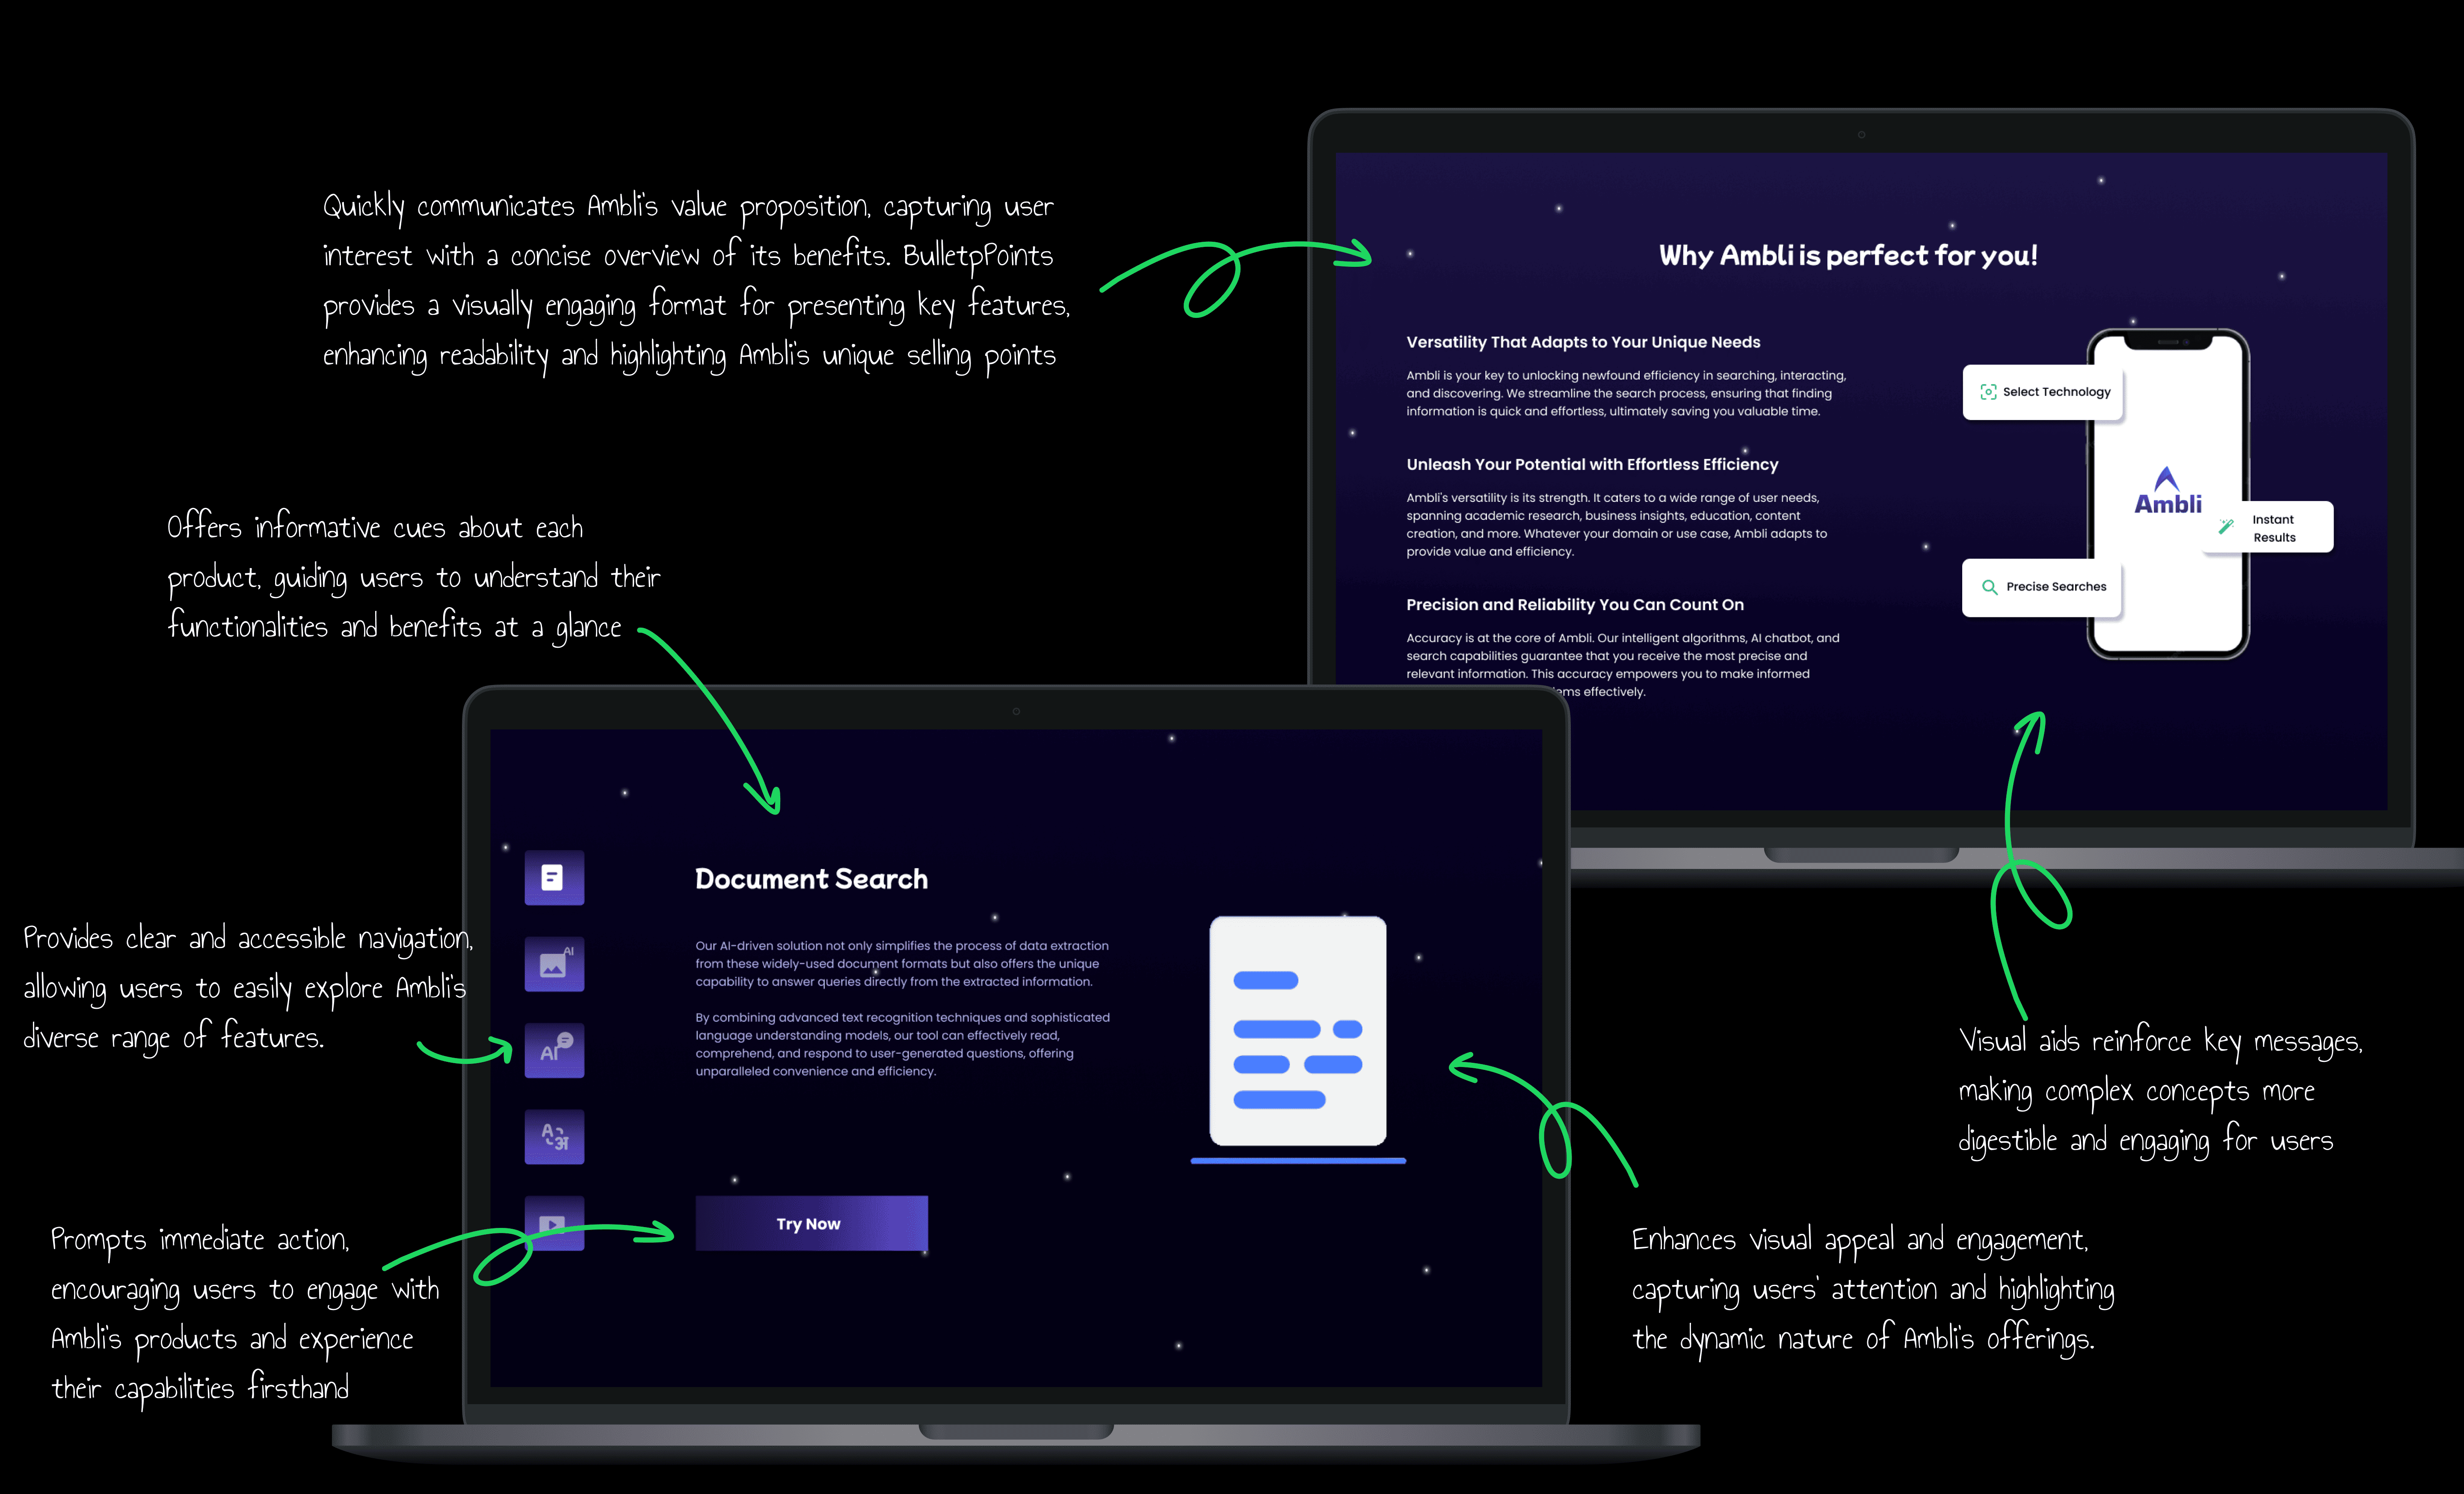 Quickly communicates Ambli's value proposition, capturing user
interest with a concise overview of its benefits. BulletpPoints
provides a visually engaging format for presenting key features,
enhancing readability and highlighting Ambli's unique selling points
Why Ambli is perfect for you!
Versatility That Adapts to Your Unique Needs
Ambli is your key to unlocking newfound efficiency in searching, interacting,
and discovering. We streamline the search process, ensuring that finding
information is quick and effortless, ultimately saving you valuable time.
Unleash Your Potential with Effortless Efficiency
Ambli's versatility is its strength. It caters to a wide range of user needs,
spanning academic research, business insights, education, content
creation, and more. Whatever your domain or use case, Ambli adapts to
provide value and efficiency.
Precision and Reliability You Can Count On
Accuracy is at the core of Ambli. Our intelligent algorithms, AI chatbot, and
search capabilities guarantee that you receive the most precise and
relevant information. This accuracy empowers you to make informed
effectively.
Select Technology
Ambli
Instant
Results
Precise Searches
Offers informative cues about each
product, guiding users to understand their
functionalities and benefits at a glance
Provides clear and accessible navigation,
allowing users to easily explore Ambli's
diverse range of features.
Prompts immediate action,
encouraging users to engage with
Ambli's products and experience
their capabilities firsthand
AI
AI
A
अ
Document Search
Our AI-driven solution not only simplifies the process of data extraction
from these widely-used document formats but also offers the unique
capability to answer queries directly from the extracted information.
By combining advanced text recognition techniques and sophisticated
language understanding models, our tool can effectively read,
comprehend, and respond to user-generated questions, offering
unparalleled convenience and efficiency.
Try Now
Visual aids reinforce key messages,
making complex concepts more
digestible and engaging for users
Enhances visual appeal and engagement,
capturing users' attention and highlighting
the dynamic nature of Ambli's offerings.